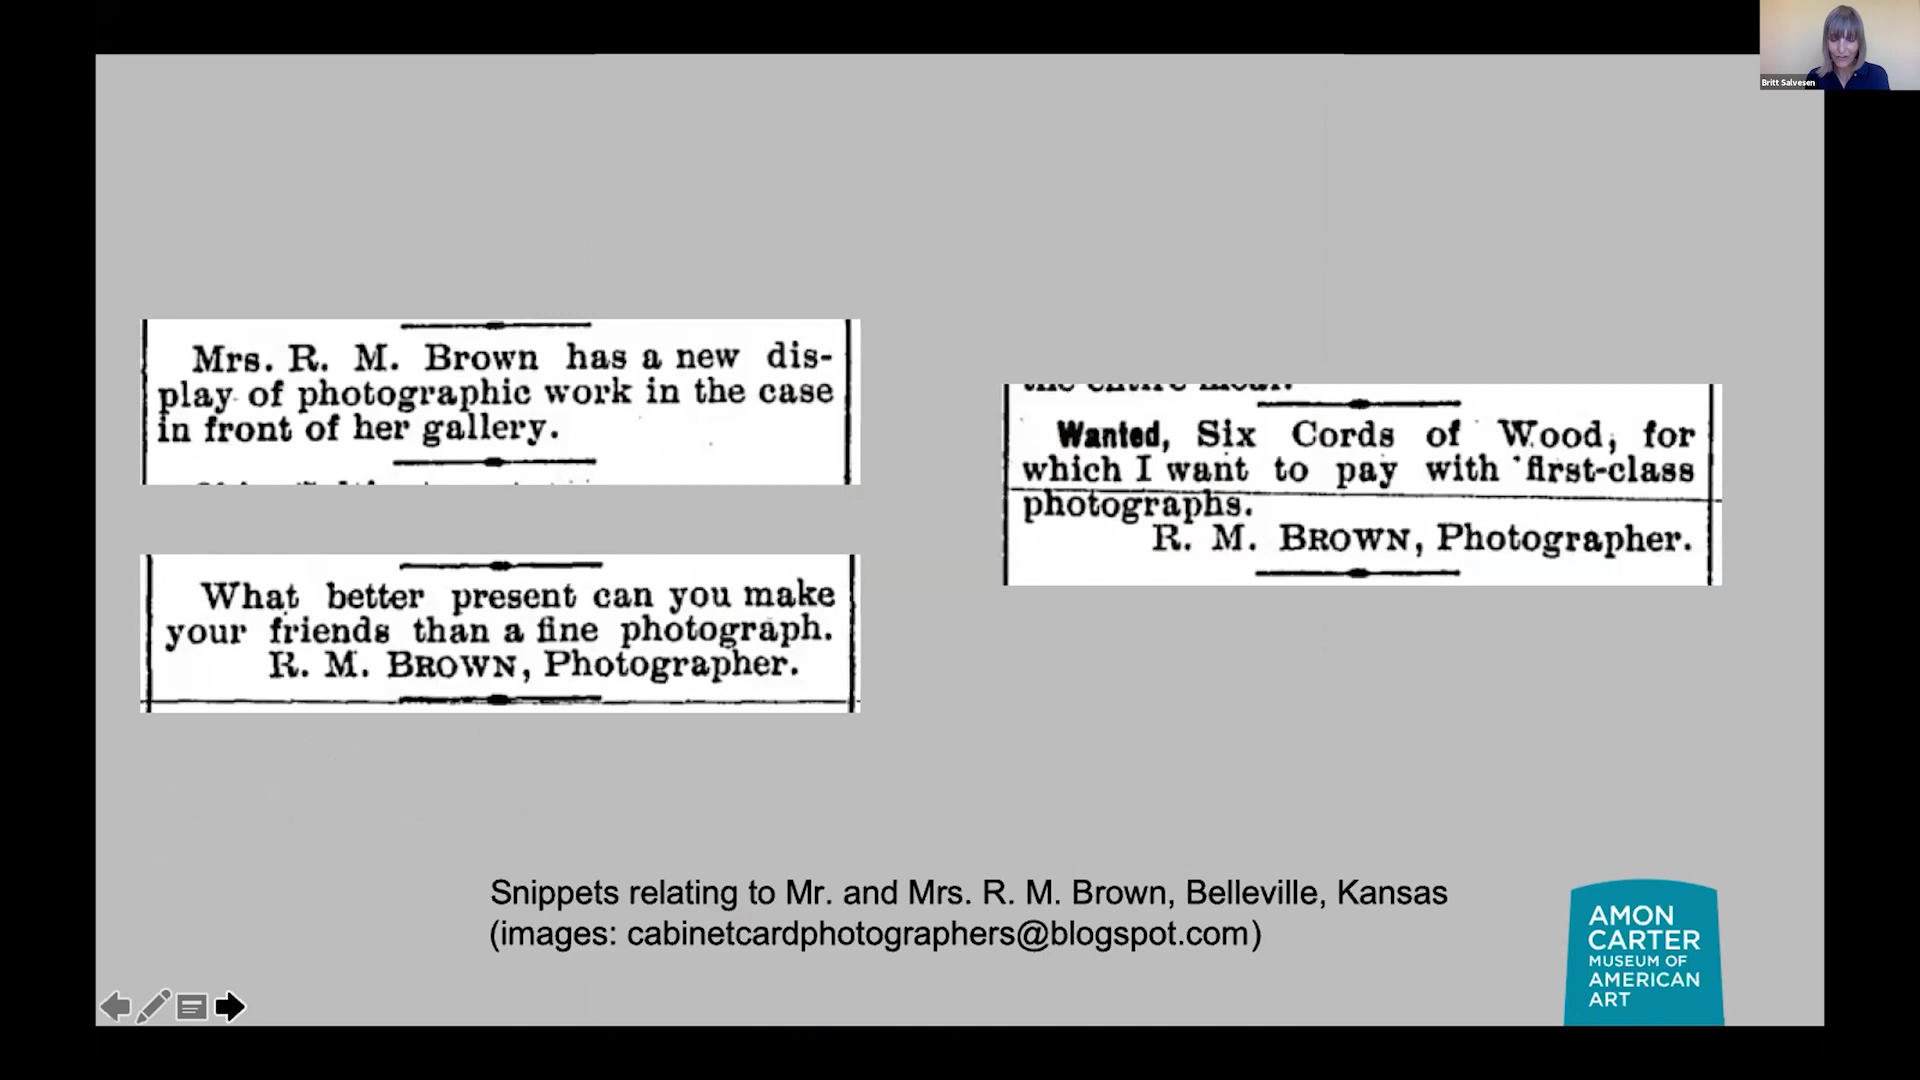 Britt Salvesen
Mrs. R. M. Brown has a new dis-
play of photographic work in the case
in front of her gallery.
What better present can you make
your friends than a fine photograph.
R. M. BROWN, Photographer.
the entire hour.
Wanted, Six Cords of Wood, for
which I want to pay with first-class
photographs.
R. M. BROWN, Photographer.
Snippets relating to Mr. and Mrs. R. M. Brown, Belleville, Kansas
(images: cabinetcardphotographers@blogspot.com)
AMON
CARTER
MUSEUM OF
AMERICAN
ART